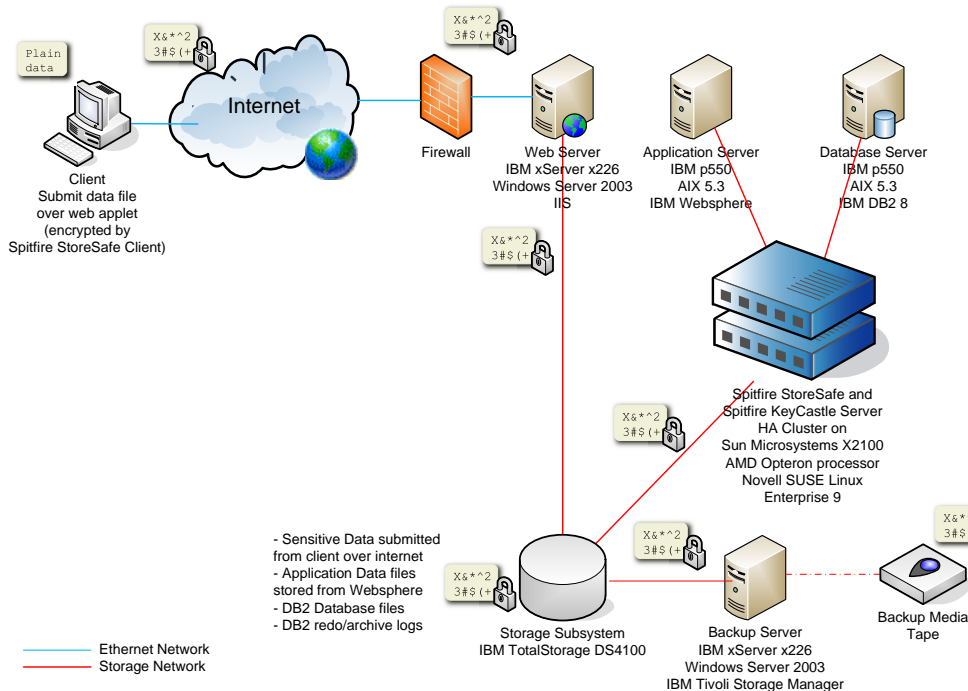 X&*^2
3#$(+
X&*^2
3#$(+
Plain
data
Internet
Firewall
Web Server
IBM xServer x226
Windows Server 2003
IIS
Application Server
IBM p550
AIX 5.3
IBM Websphere
Database Server
IBM p550
AIX 5.3
IBM DB2 8
Client
Submit data file
over web applet
(encrypted by
Spitfire StoreSafe Client)
X&*^2
3#$(+
Spitfire StoreSafe and
Spitfire KeyCastle Server
HA Cluster on
Sun Microsystems X2100
AMD Opteron processor
Novell SUSE Linux
Enterprise 9
X&*^2
3#$(+
- Sensitive Data submitted
from client over internet
- Application Data files
stored from Websphere
- DB2 Database files
- DB2 redo/archive logs
X&*^2
3#$(+
X&*^2
3#$(+
X&*
3#$
Storage Subsystem
IBM TotalStorage DS4100
Backup Server
IBM xServer x226
Windows Server 2003
IBM Tivoli Storage Manager
Backup Media
Tape
Ethernet Network
Storage Network